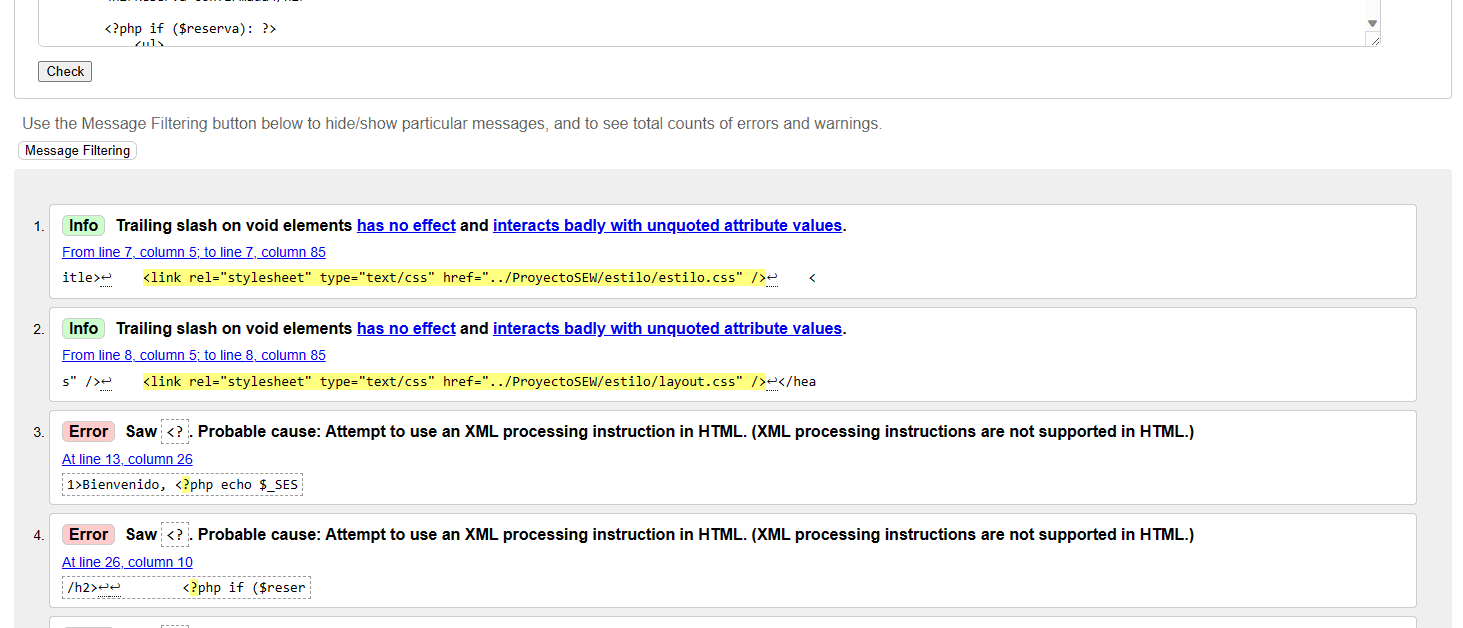 <?php if ($reserva): ?>
<ul>
Check
Use the Message Filtering button below to hide/show particular messages, and to see total counts of errors and warnings.
Message Filtering
1. Info Trailing slash on void elements has no effect and interacts badly with unquoted attribute values.
From line 7, column 5; to line 7, column 85
itle>↩    <link rel="stylesheet" type="text/css" href="../ProyectoSEW/estilo/estilo.css" />↩    <
2. Info Trailing slash on void elements has no effect and interacts badly with unquoted attribute values.
From line 8, column 5; to line 8, column 85
s" />↩    <link rel="stylesheet" type="text/css" href="../ProyectoSEW/estilo/layout.css" />↩</hea
3. Error Saw <?. Probable cause: Attempt to use an XML processing instruction in HTML. (XML processing instructions are not supported in HTML.)
At line 13, column 26
1>Bienvenido, <?php echo $_SES
4. Error Saw <?. Probable cause: Attempt to use an XML processing instruction in HTML. (XML processing instructions are not supported in HTML.)
At line 26, column 10
/h2>↩↩        <?php if ($reser